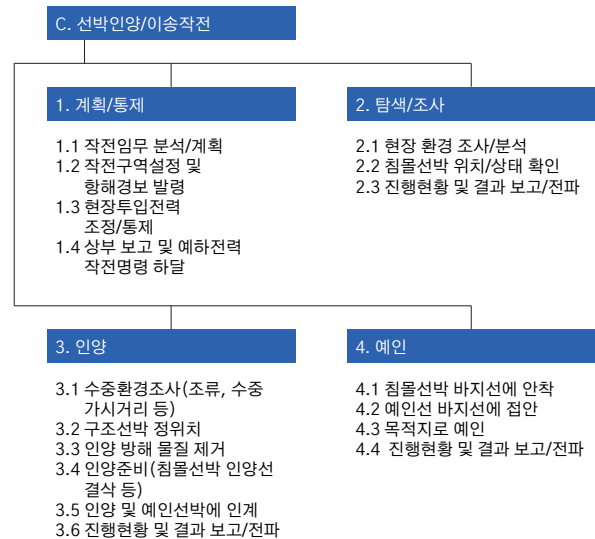 C. 선박인양/이송작전
1. 계획/통제
1.1 작전임무 분석/계획
1.2 작전구역설정 및
항해경보 발령
1.3 현장투입전력
조정/통제
1.4 상부 보고 및 예하전력
작전명령 하달
2. 탐색/조사
2.1 현장 환경 조사/분석
2.2 침몰선박 위치/상태 확인
2.3 진행현황 및 결과 보고/전파
3. 인양
3.1 수중환경조사(조류, 수중
가시거리 등)
3.2 구조선박 정위치
3.3 인양 방해 물질 제거
3.4 인양준비(침몰선박 인양선
결삭 등)
3.5 인양 및 예인선박에 인계
3.6 진행현황 및 결과 보고/전파
4. 예인
4.1 침몰선박 바지선에 안착
4.2 예인선 바지선에 접안
4.3 목적지로 예인
4.4 진행현황 및 결과 보고/전파